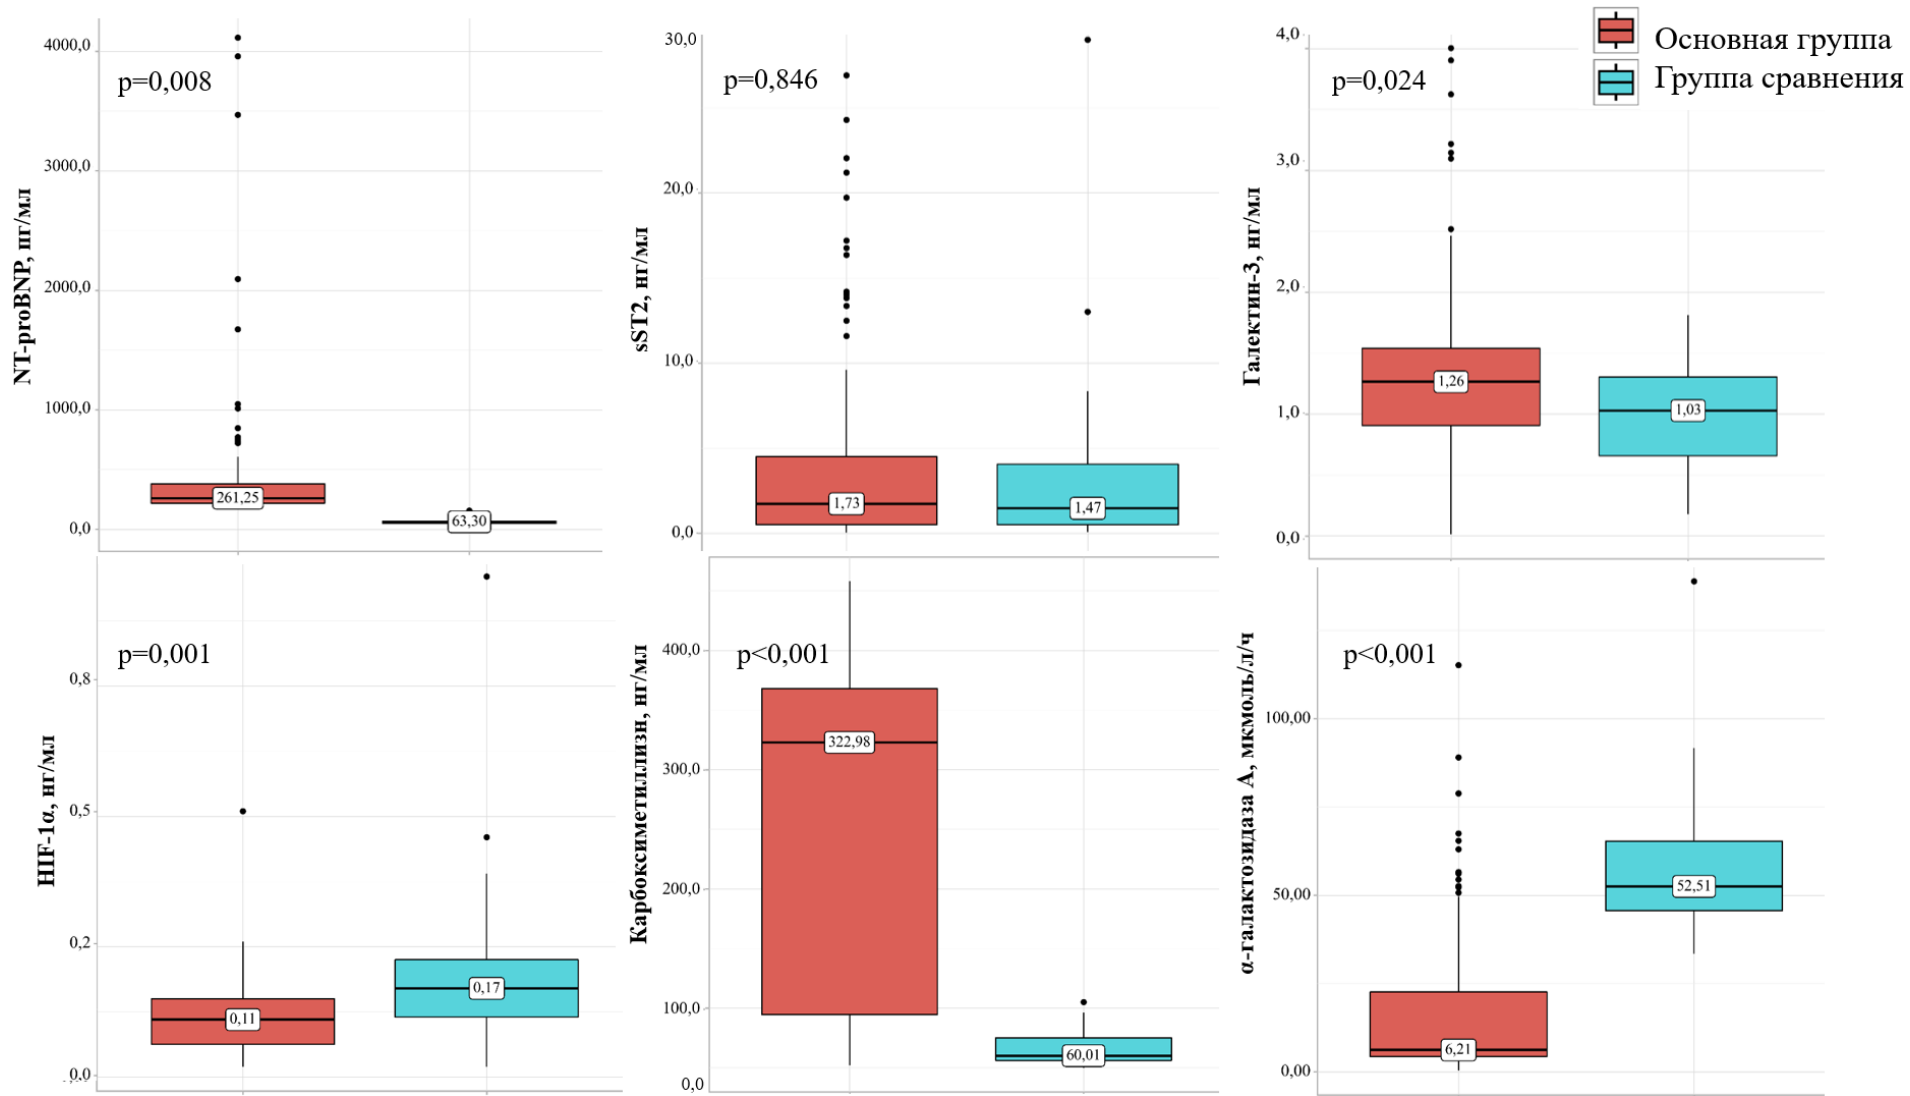 Основная группа
Группа сравнения
NT-proBNP, пг/мл
p=0,008
4000,0
3000,0
2000,0
1000,0
0,0
261,25
63,30
sST2, нг/мл
p=0,846
30,0
20,0
10,0
0,0
1,73
1,47
Галектин-3, нг/мл
p=0,024
4,0
3,0
2,0
1,0
0,0
1,26
1,03
HIF-1α, нг/мл
p=0,001
0,8
0,5
0,2
0,0
0,11
0,17
Карбоксиметиллизн, нг/мл
p<0,001
400,0
300,0
200,0
100,0
0,0
322,98
60,01
α-галактозидаза А, мкмоль/л/ч
p<0,001
100,00
50,00
0,00
6,21
52,51